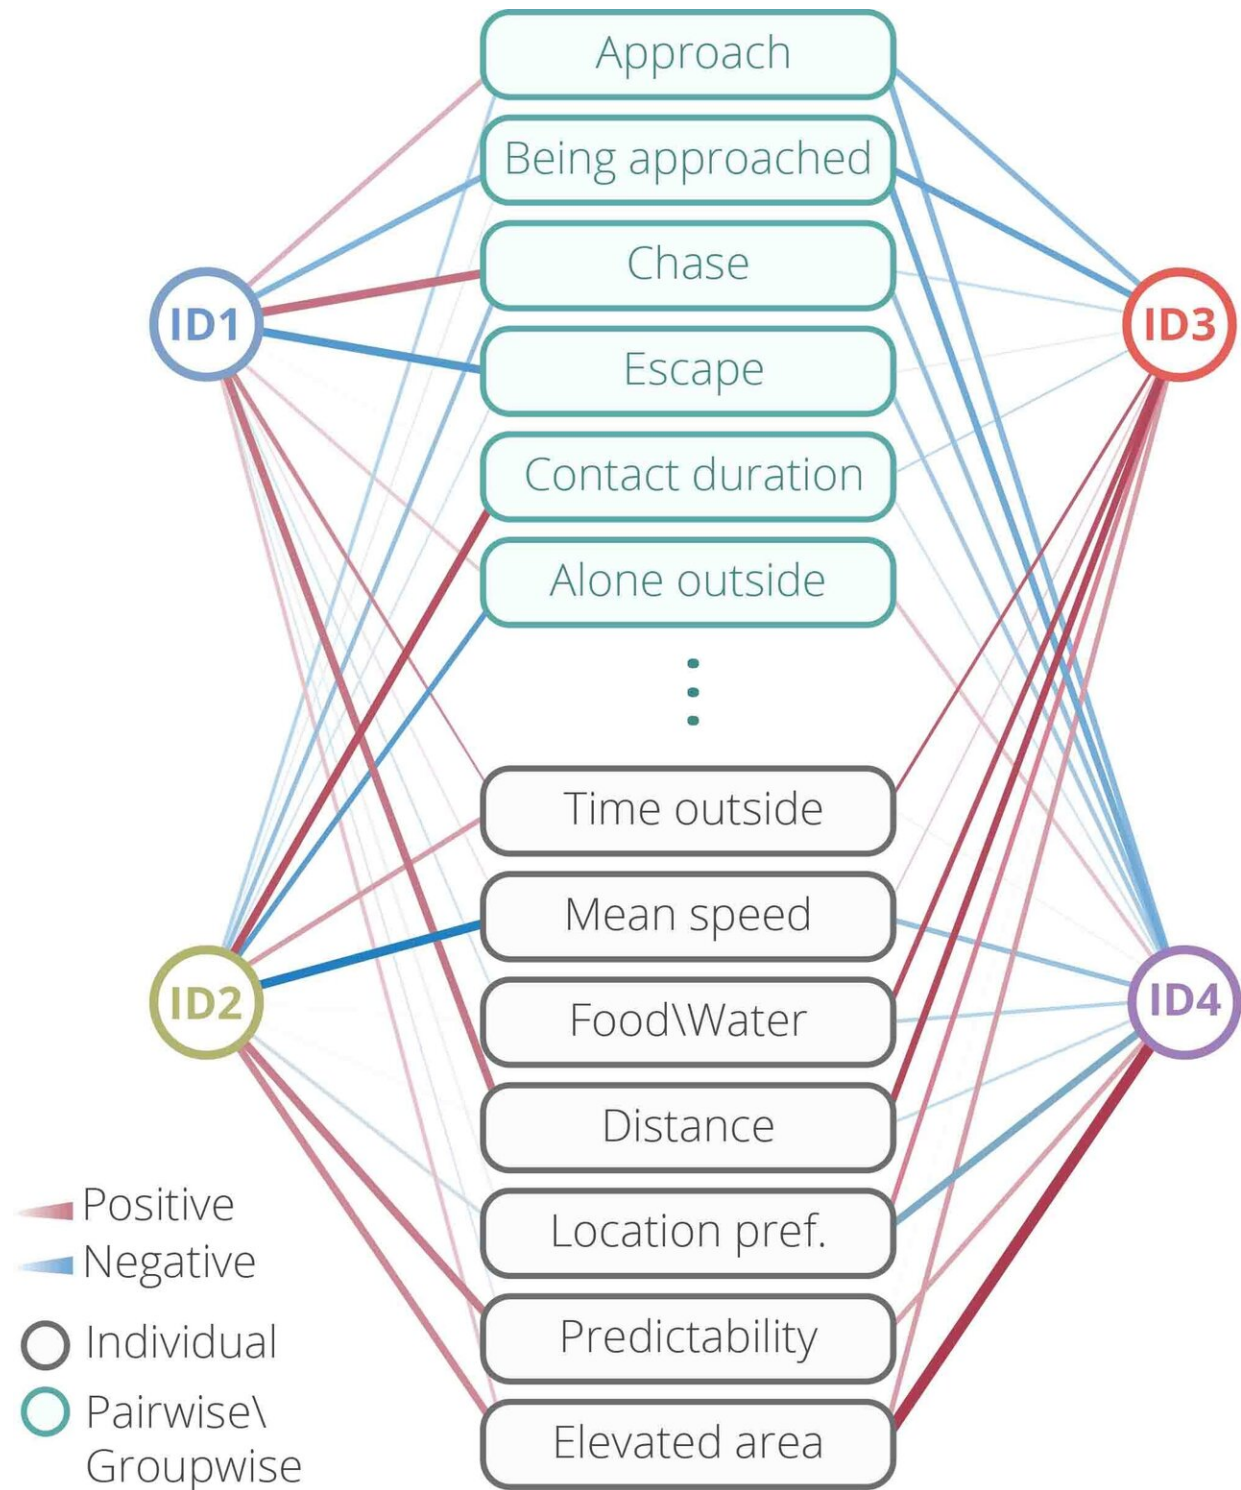 Approach
Being approached
Chase
ID1
ID3
Escape
Contact duration
Alone outside
Time outside
Mean speed
ID2
Food\Water
ID4
Distance
Location pref.
Predictability
Elevated area
Positive
Negative
Individual
Pairwise\
Groupwise